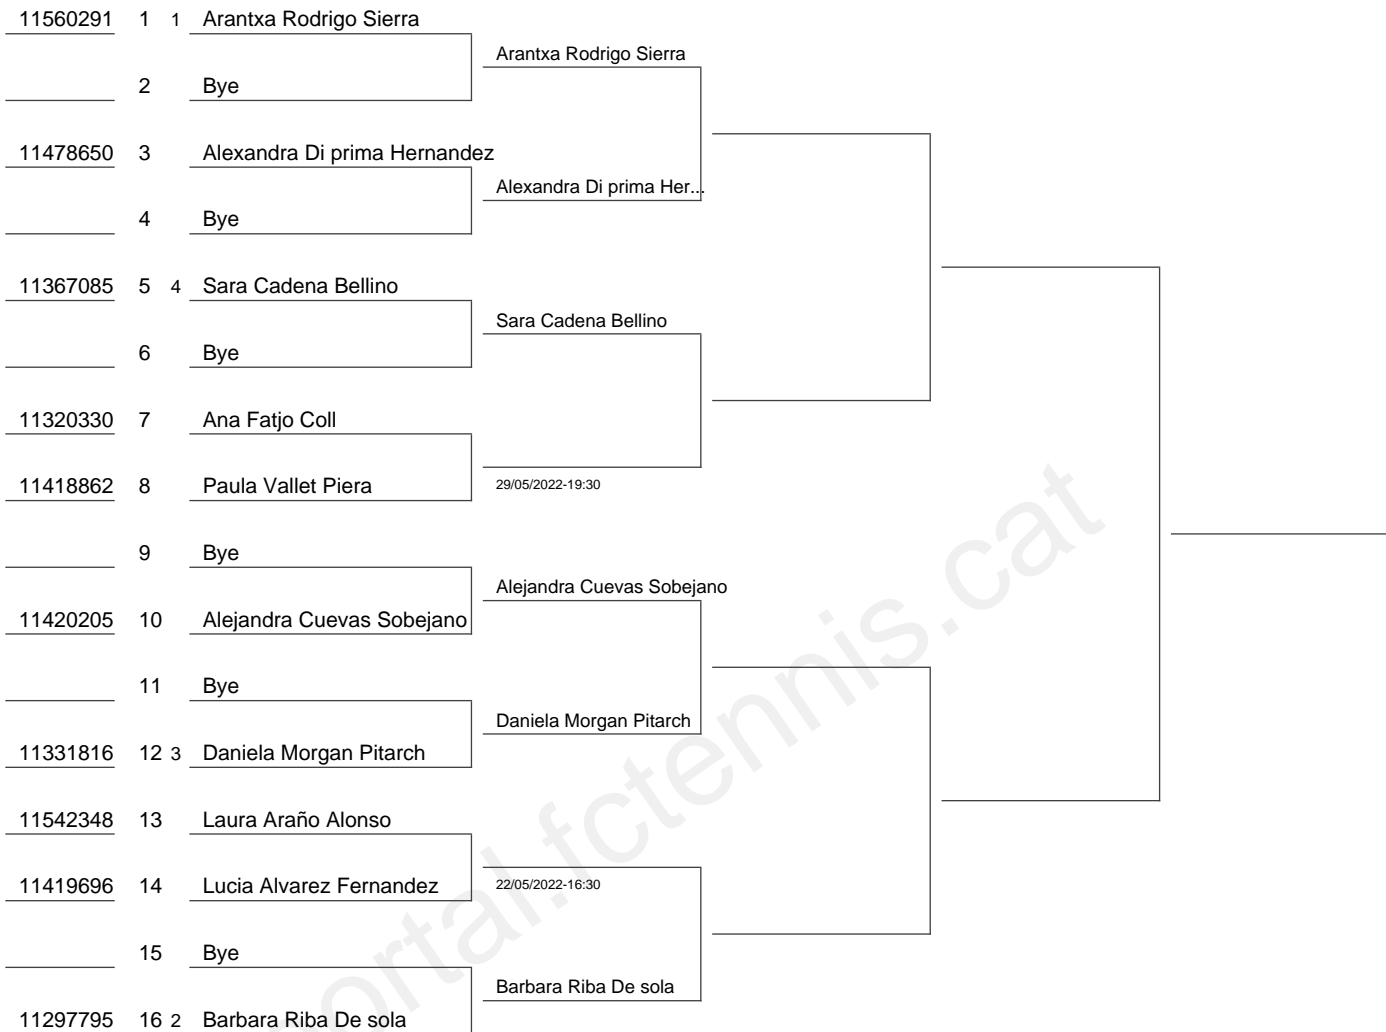 11560291 1 1 Arantxa Rodrigo Sierra
Arantxa Rodrigo Sierra
2 Bye
11478650 3 Alexandra Di prima Hernandez
Alexandra Di prima Her...
4 Bye
11367085 5 4 Sara Cadena Bellino
Sara Cadena Bellino
6 Bye
11320330 7 Ana Fatjo Coll
11418862 8 Paula Vallet Piera
29/05/2022-19:30
9 Bye
Alejandra Cuevas Sobejano
11420205 10 Alejandra Cuevas Sobejano
11 Bye
Daniela Morgan Pitarch
11331816 12 3 Daniela Morgan Pitarch
11542348 13 Laura Araño Alonso
11419696 14 Lucia Alvarez Fernandez
22/05/2022-16:30
15 Bye
Barbara Riba De sola
11297795 16 2 Barbara Riba De sola
portal.fctennis.cat